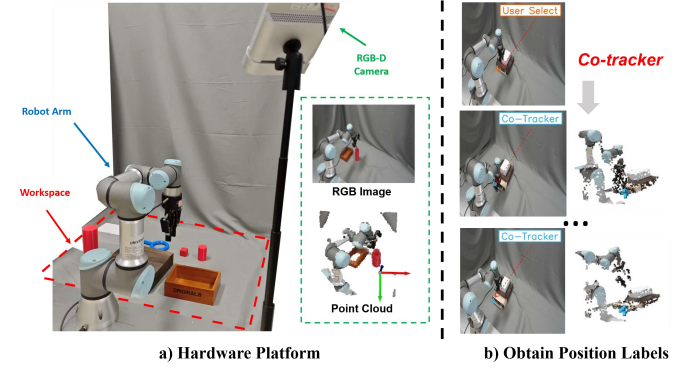 RGB-D
Camera
Robot Arm
Workspace
RGB Image
Point Cloud
a) Hardware Platform
User Select
Co-tracker
Co-Tracker
...
Co-Tracker
b) Obtain Position Labels